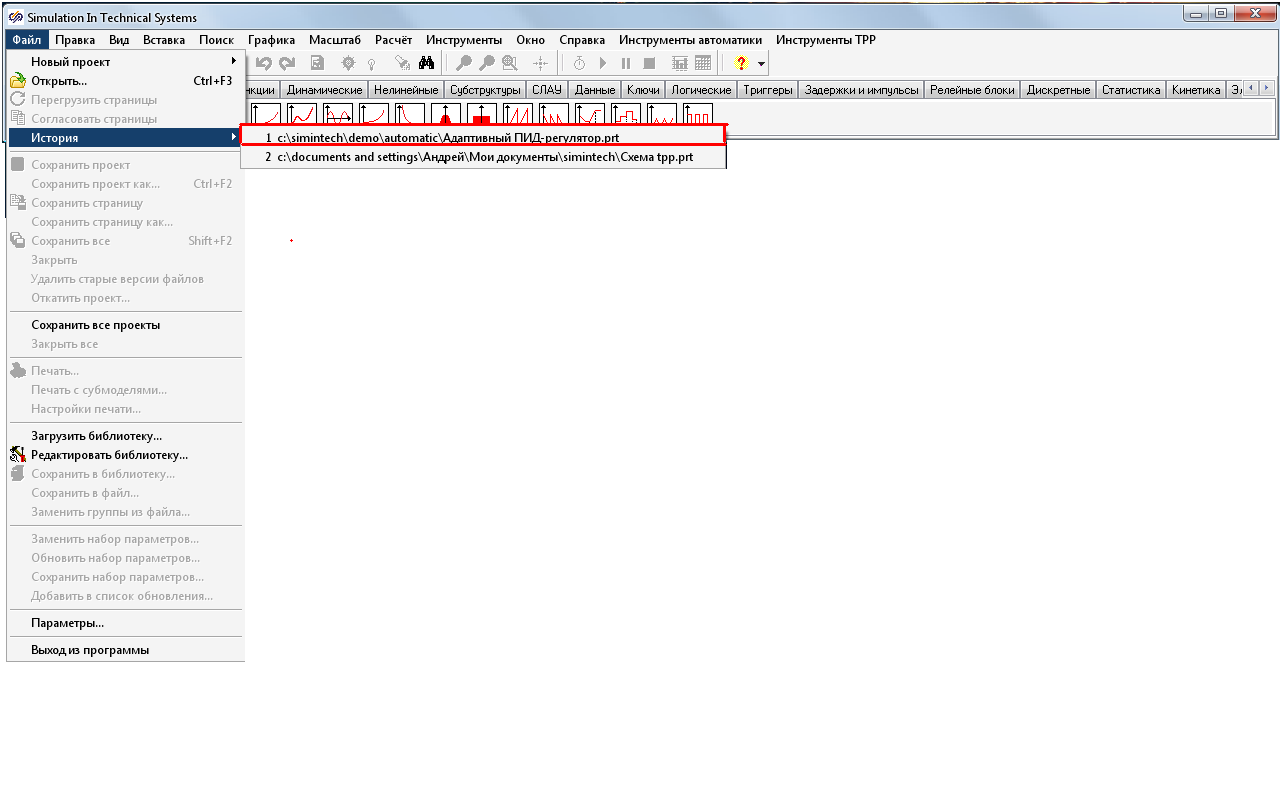 Simulation In Technical Systems
Файл Правка Вид Вставка Поиск Графика Масштаб Расчёт Инструменты Окно Справка Инструменты автоматики Инструменты TPP
Новый проект
Открыть... Ctrl+F3
Перегрузить страницы
Согласовать страницы
История
нкции Динамические Нелинейные Субструктуры СЛАУ Данные Ключи Логические Триггеры Задержки и импульсы Релейные блоки Дискретные Статистика Кинетика
1 c:\simintech\demo\automatic\Адаптивный ПИД-регулятор.prt
2 c:\documents and settings\Андрей\Мои документы\simintech\Схема tpp.prt
Сохранить проект
Сохранить проект как... Ctrl+F2
Сохранить страницу
Сохранить страницу как...
Сохранить все Shift+F2
Закрыть
Удалить старые версии файлов
Откатить проект...
Сохранить все проекты
Закрыть все
Печать...
Печать с субмоделями...
Настройки печати...
Загрузить библиотеку...
Редактировать библиотеку...
Сохранить в библиотеку...
Сохранить в файл...
Заменить группы из файла...
Заменить набор параметров...
Обновить набор параметров...
Сохранить набор параметров...
Добавить в список обновления...
Параметры...
Выход из программы